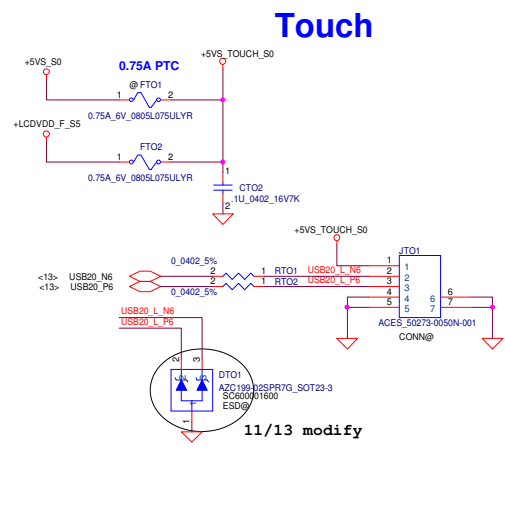 Touch
+5VS_S0
0.75A PTC
+5VS_TOUCH_S0
@ FTO1
1 2
0.75A_6V_0805L075ULYR
+LCDVDD_F_S5
FTO2
1 2
0.75A_6V_0805L075ULYR
1
CTO2
.1U_0402_16V7K
2
+5VS_TOUCH_S0
JTO1
0_0402_5%
<13> USB20_N6 2 1 RTO1 USB20_L_N6
<13> USB20_P6 2 1 RTO2 USB20_L_P6
0_0402_5%
1 1
2 2
3 3
4 4 6 6
5 5 7 7
ACES_50273-0050N-001
CONN@
USB20_L_N6
USB20_L_P6
2 3
DTO1
AZC199-02SPR7G_SOT23-3
SC600001600
ESD@
1
11/13 modify